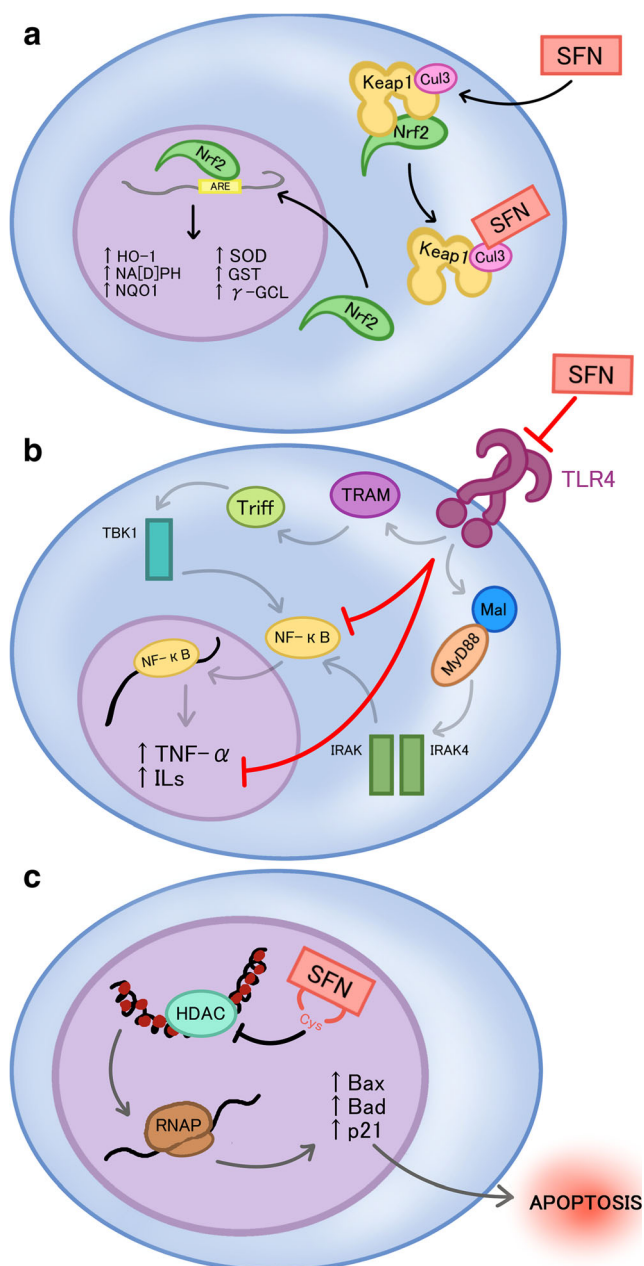 a
SFN
Keap1
Cul3
Nrf2
Nrf2
ARE
SFN
Keap1
Cul3
↑ HO-1
↑ NA[D]PH
↑ NQO1
↑ SOD
↑ GST
↑ γ-GCL
Nrf2
SFN
b
TLR4
TRAM
Triff
TBK1
Mal
MyD88
NF-κB
NF-κB
IRAK
IRAK4
↑ TNF-α
↑ ILs
c
SFN
Cys
HDAC
RNAP
↑ Bax
↑ Bad
↑ p21
APOPTOSIS